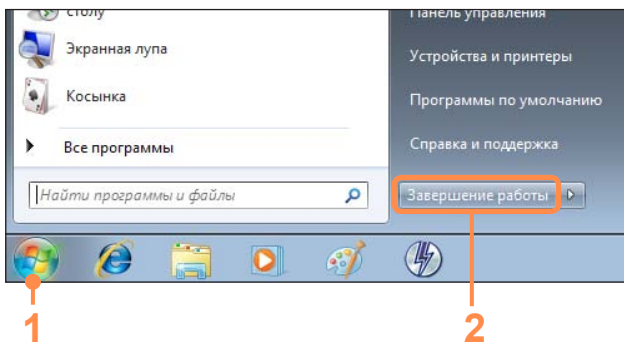 столу
Экранная лупа
Косынка
Все программы
Найти программы и файлы
Панель управления
Устройства и принтеры
Программы по умолчанию
Справка и поддержка
Завершение работы
1
2